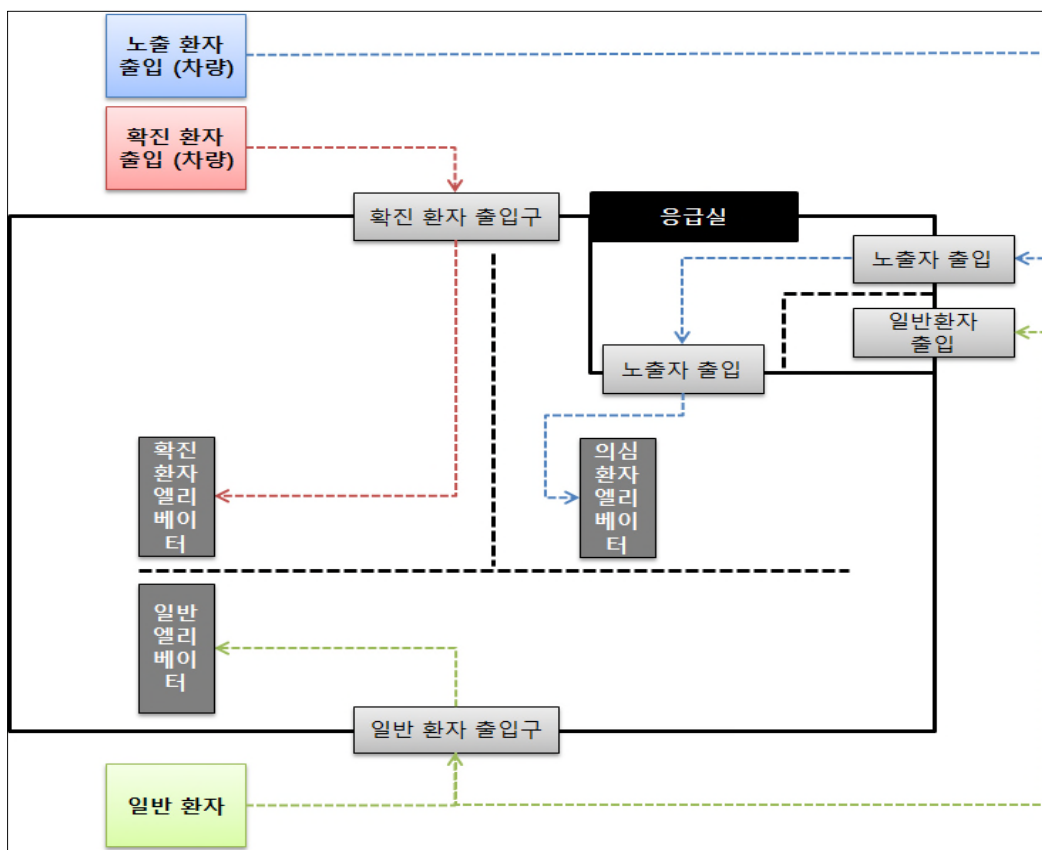 노출 환자
출입 (차량)
확진 환자
출입 (차량)
확진 환자 출입구
응급실
노출자 출입
일반환자
출입
노출자 출입
확진
환자
엘리
베이
터
의심
환자
엘리
베이
터
일반
엘리
베이
터
일반 환자 출입구
일반 환자